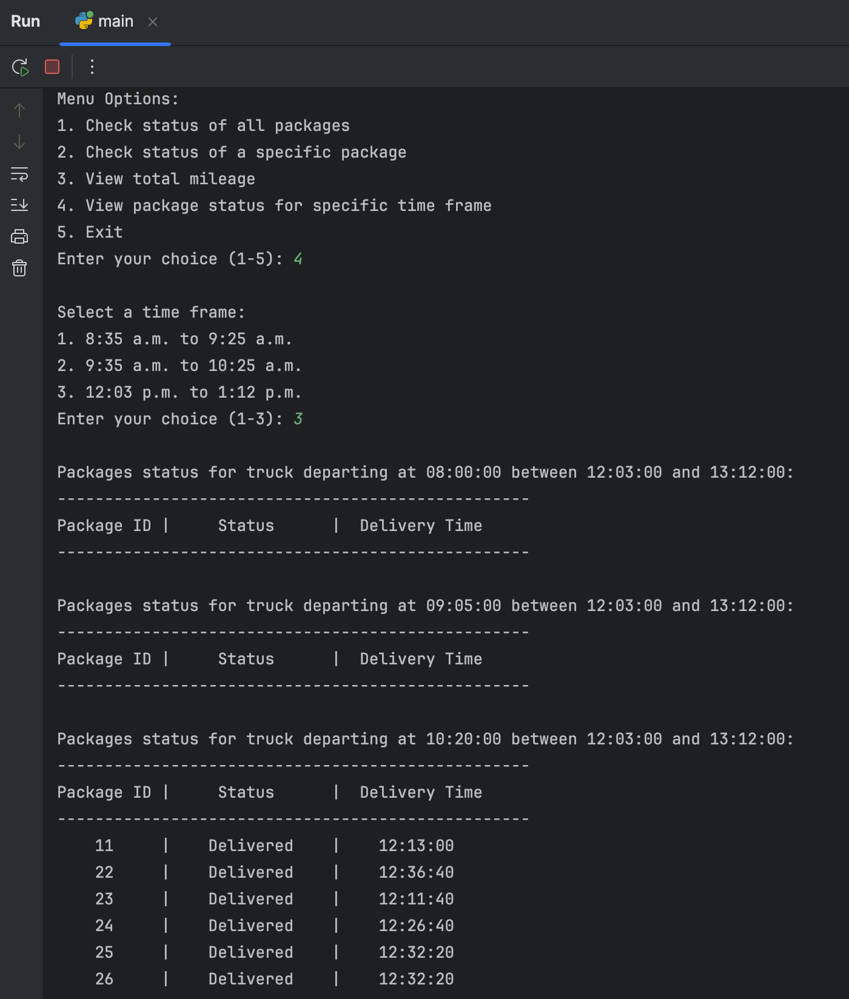 Run main
Menu Options:
1. Check status of all packages
2. Check status of a specific package
3. View total mileage
4. View package status for specific time frame
5. Exit
Enter your choice (1-5): 4
Select a time frame:
1. 8:35 a.m. to 9:25 a.m.
2. 9:35 a.m. to 10:25 a.m.
3. 12:03 p.m. to 1:12 p.m.
Enter your choice (1-3): 3
Packages status for truck departing at 08:00:00 between 12:03:00 and 13:12:00:
--------------------------------------------------
Package ID |     Status      |  Delivery Time
--------------------------------------------------
Packages status for truck departing at 09:05:00 between 12:03:00 and 13:12:00:
--------------------------------------------------
Package ID |     Status      |  Delivery Time
--------------------------------------------------
Packages status for truck departing at 10:20:00 between 12:03:00 and 13:12:00:
--------------------------------------------------
Package ID |     Status      |  Delivery Time
--------------------------------------------------
    11     |    Delivered    |    12:13:00
    22     |    Delivered    |    12:36:40
    23     |    Delivered    |    12:11:40
    24     |    Delivered    |    12:26:40
    25     |    Delivered    |    12:32:20
    26     |    Delivered    |    12:32:20